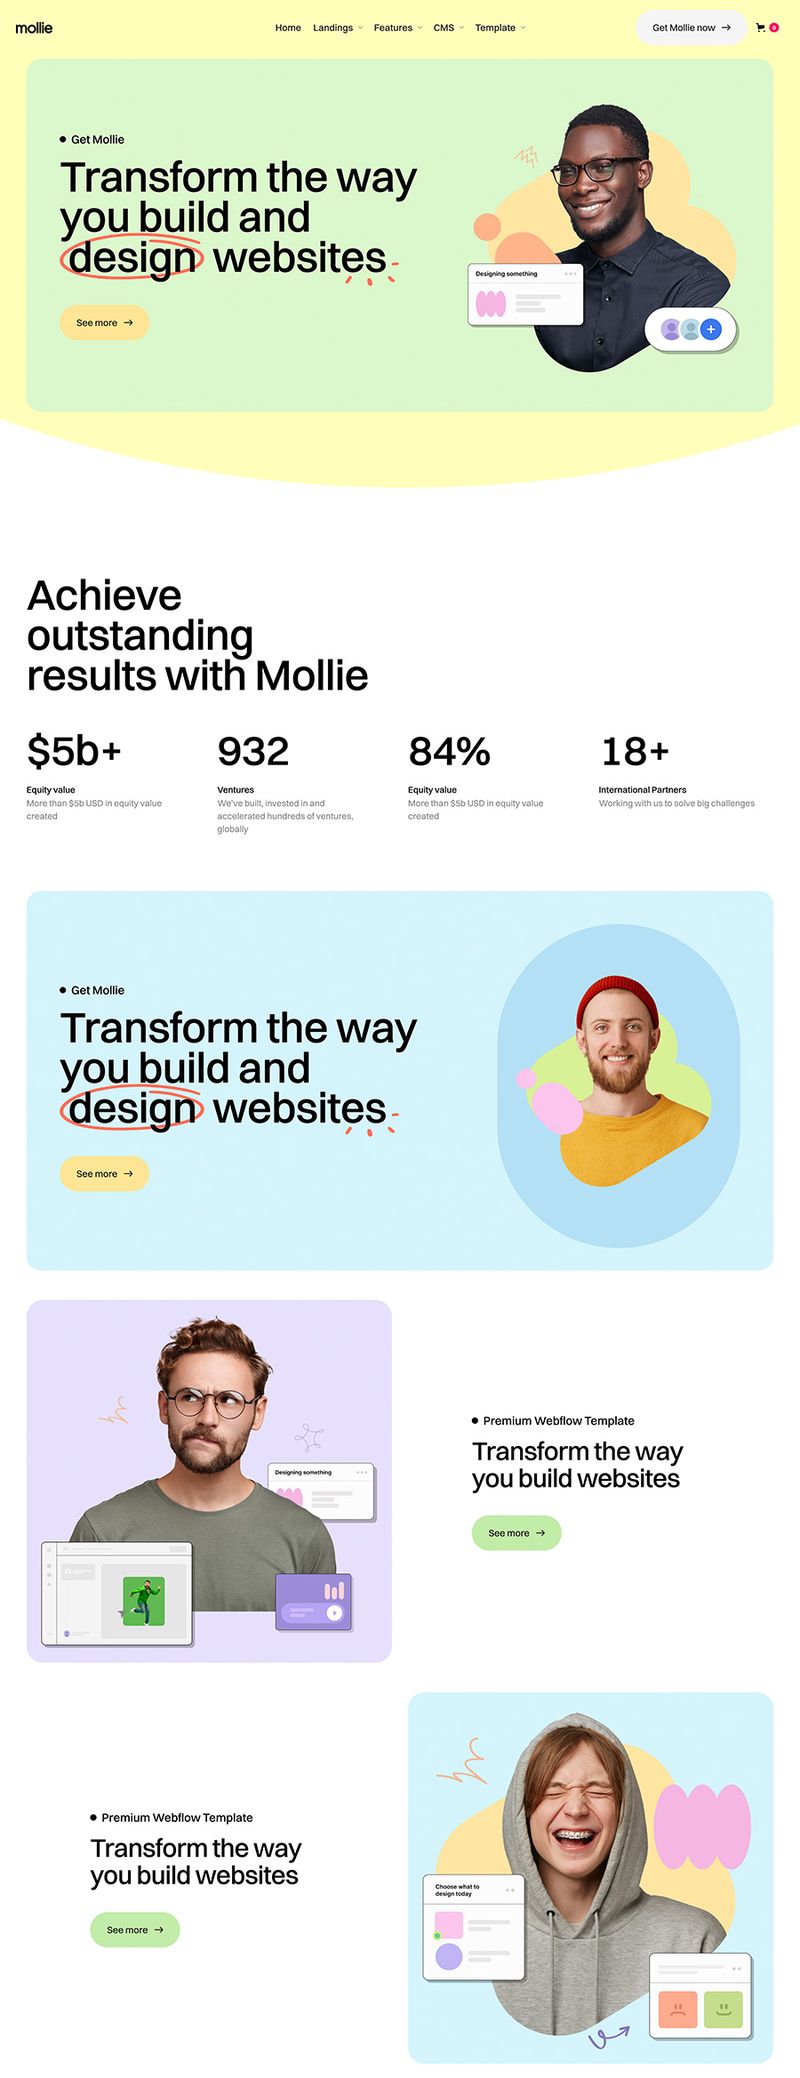 mollie
Home Landings Features CMS Template
Get Mollie now
0
Get Mollie
Transform the way
you build and
design websites
See more
Designing something
Achieve
outstanding
results with Mollie
$5b+
Equity value
More than $5b USD in equity value
created
932
Ventures
We've built, invested in and
accelerated hundreds of ventures,
globally
84%
Equity value
More than $5b USD in equity value
created
18+
International Partners
Working with us to solve big challenges
Get Mollie
Transform the way
you build and
design websites
See more
Designing something
Premium Webflow Template
Transform the way
you build websites
See more
Premium Webflow Template
Transform the way
you build websites
See more
Choose what to
design today